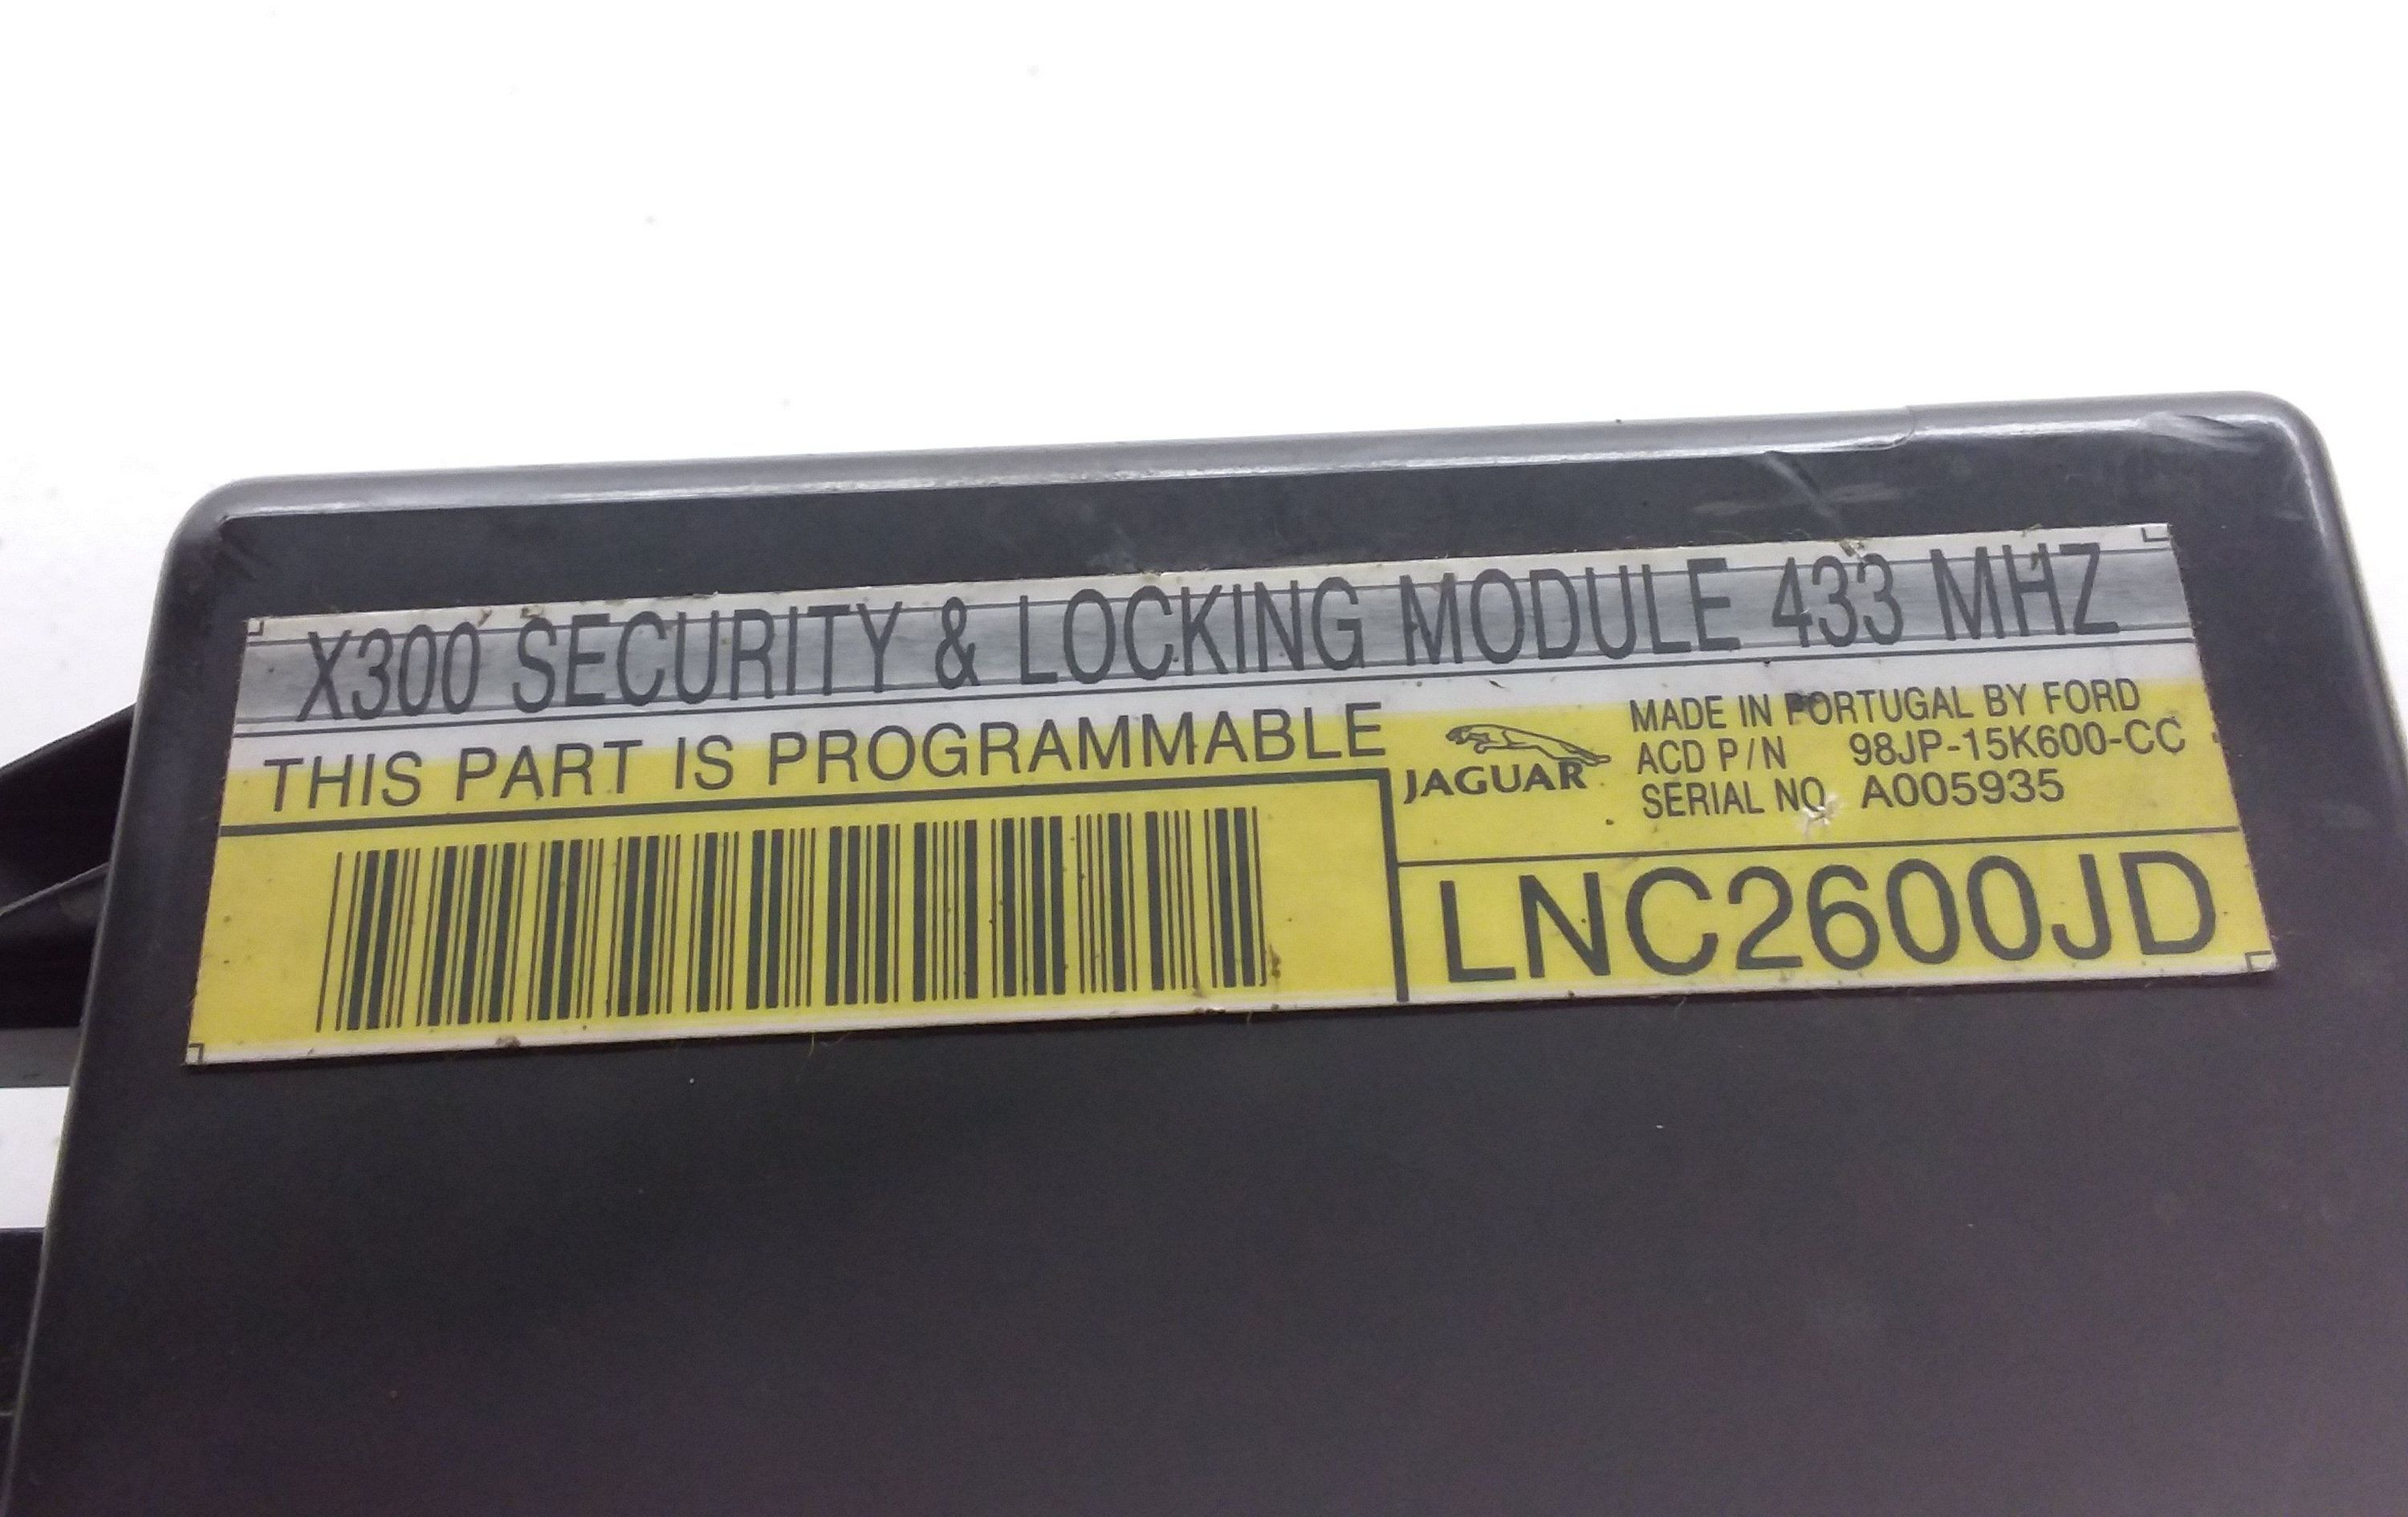 X300 SECURITY & LOCKING MODULE 433 MHZ
THIS PART IS PROGRAMMABLE
JAGUAR
MADE IN PORTUGAL BY FORD
ACD P/N 98JP-15K600-CC
SERIAL NO A005935
LNC2600JD